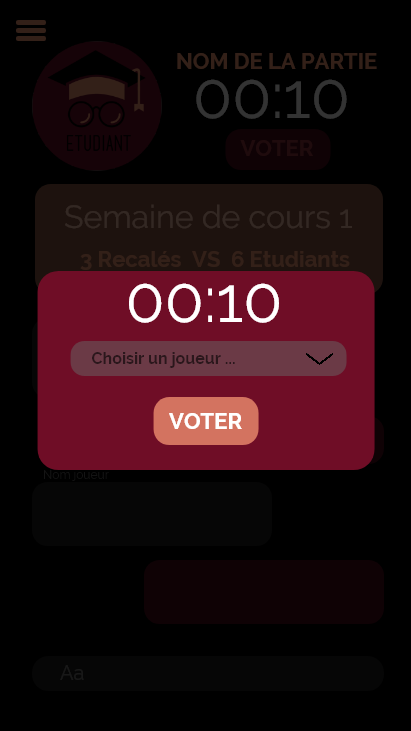 NOM DE LA PARTIE
00:10
VOTER
ETUDIANT
Semaine de cours 1
3 Recalés VS 6 Etudiants
00:10
Choisir un joueur ...
VOTER
Nom joueur
Aa